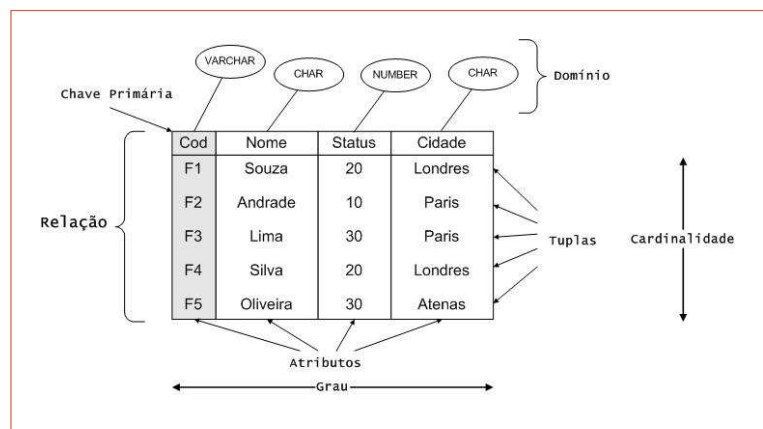 VARCHAR CHAR NUMBER CHAR
Domínio
Chave Primária
Cod Nome Status Cidade
F1 Souza 20 Londres
F2 Andrade 10 Paris
F3 Lima 30 Paris
F4 Silva 20 Londres
F5 Oliveira 30 Atenas
Relação
Tuplas
Cardinalidade
Atributos
Grau